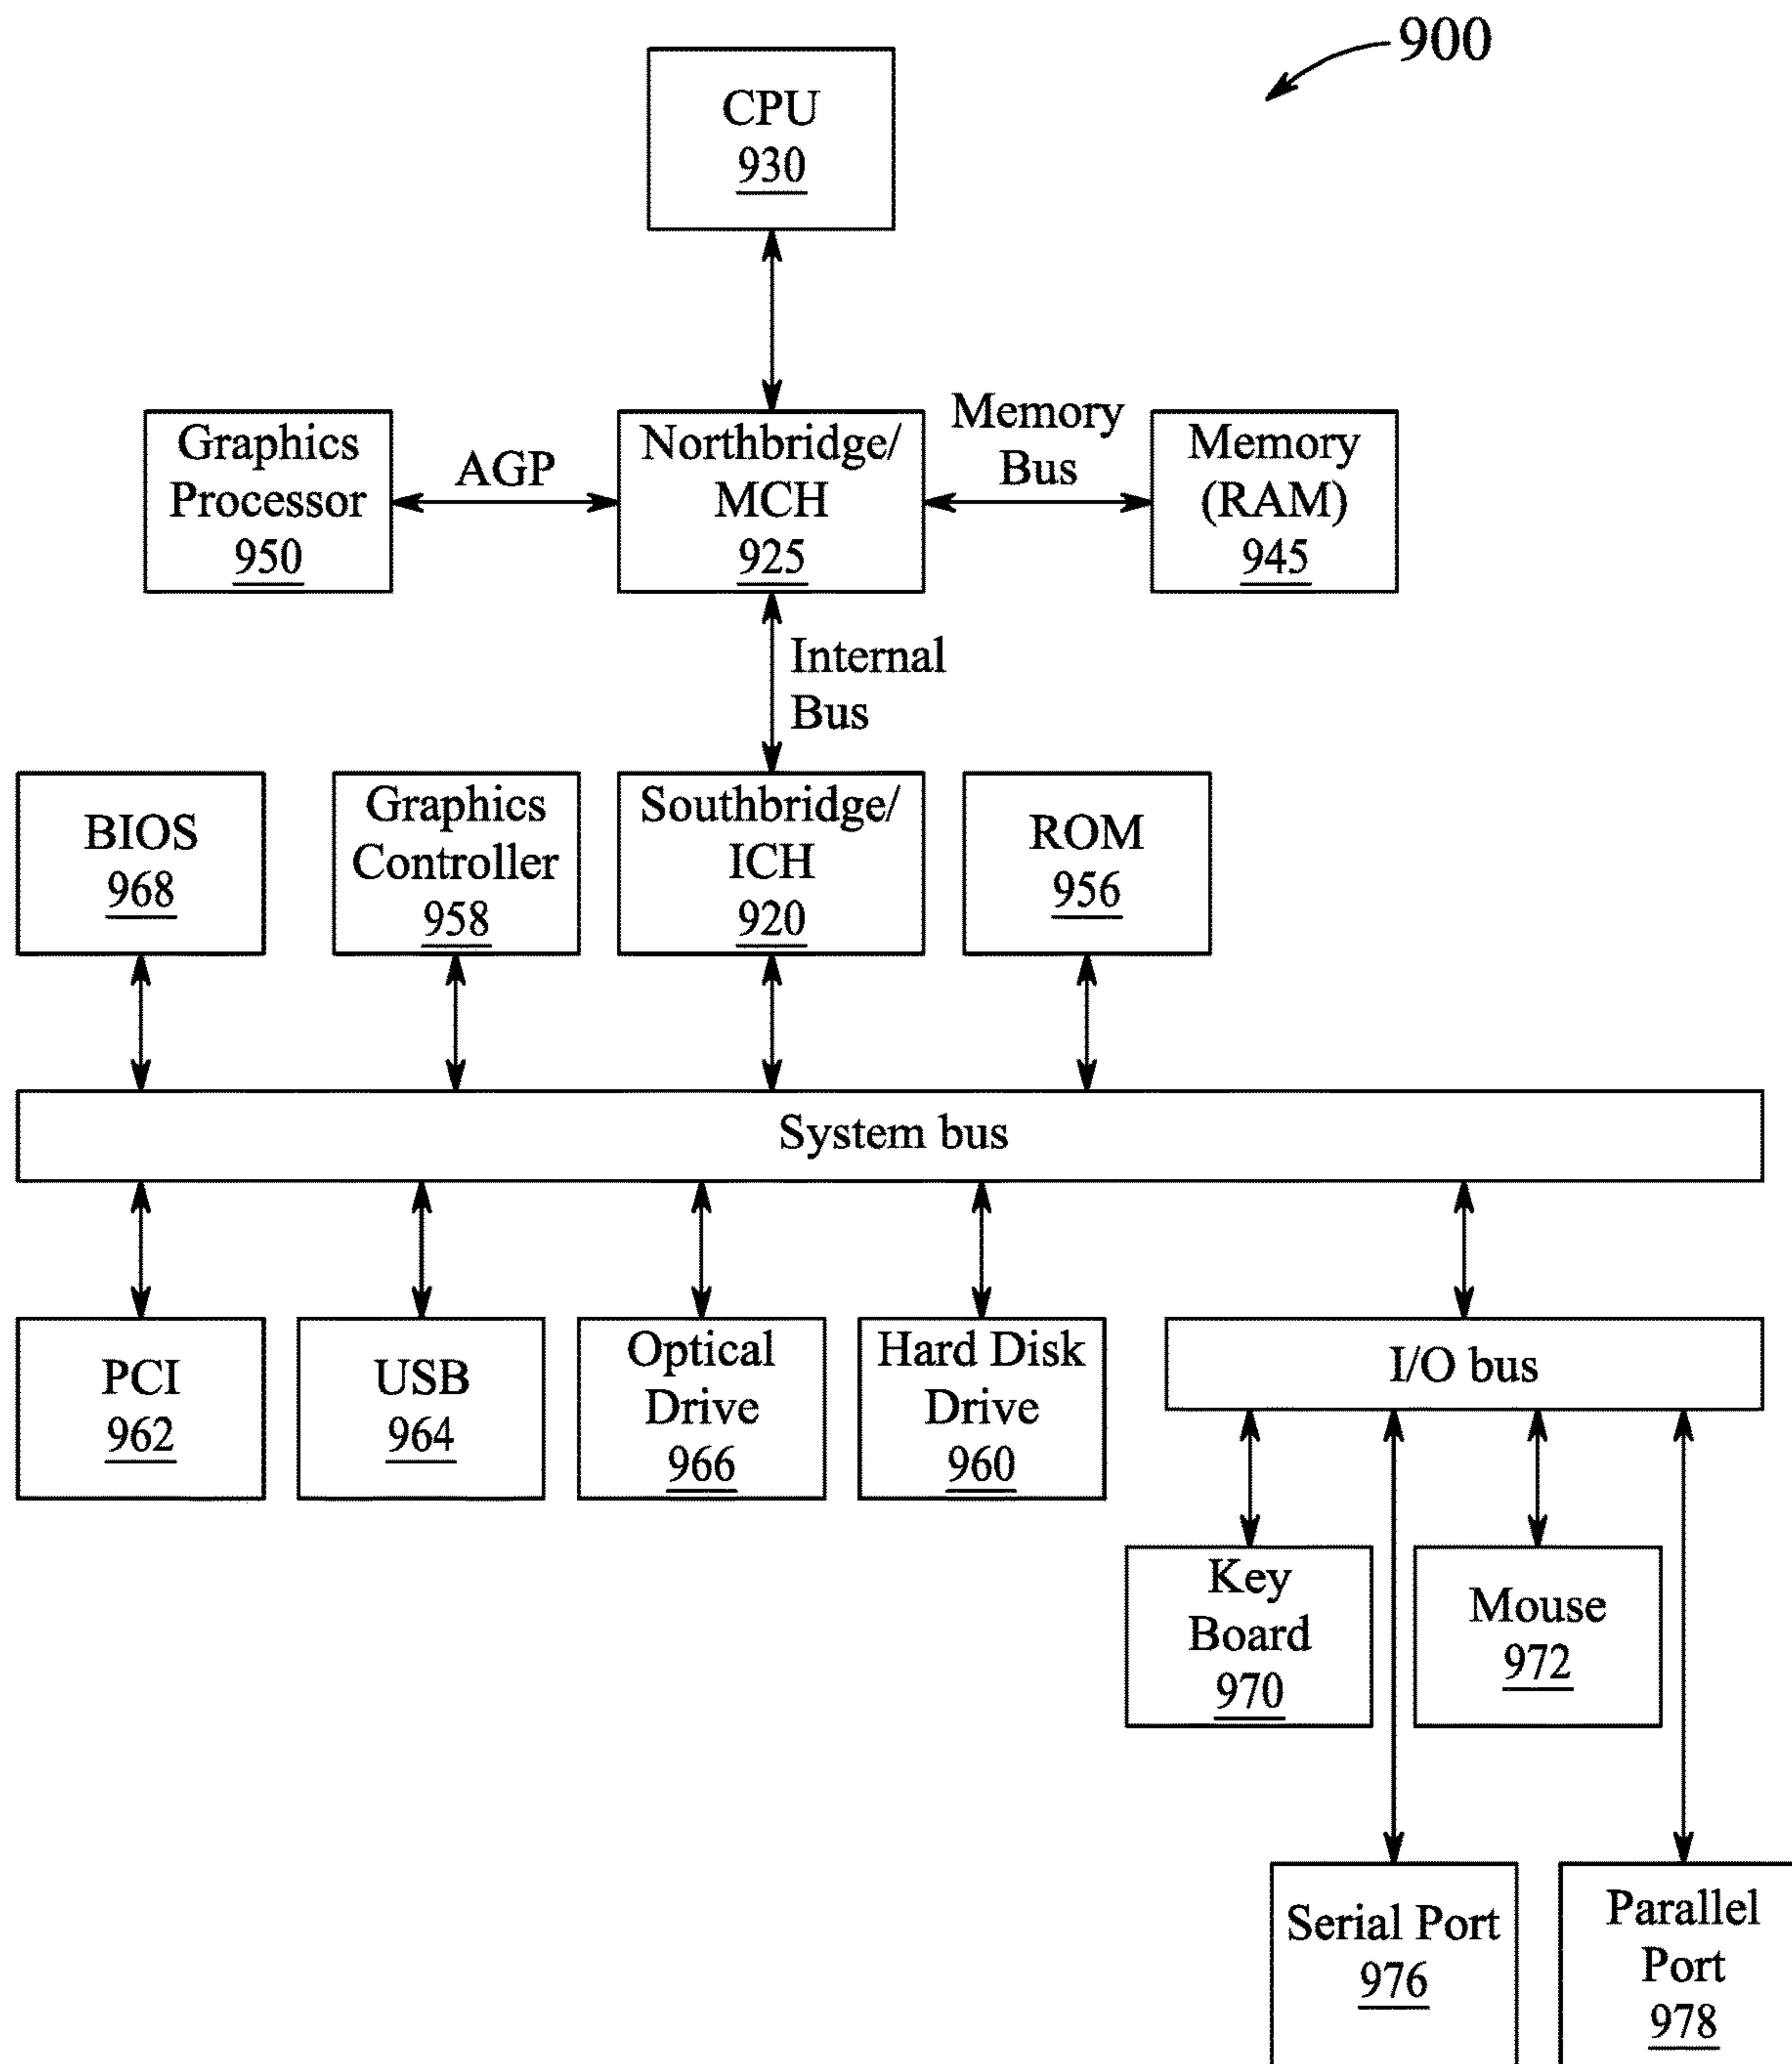 900
CPU
930
Graphics
Processor
950
AGP
Northbridge/
MCH
925
Memory
Bus
Memory
(RAM)
945
Internal
Bus
BIOS
968
Graphics
Controller
958
Southbridge/
ICH
920
ROM
956
System bus
PCI
962
USB
964
Optical
Drive
966
Hard Disk
Drive
960
I/O bus
Key
Board
970
Mouse
972
Serial Port
976
Parallel
Port
978